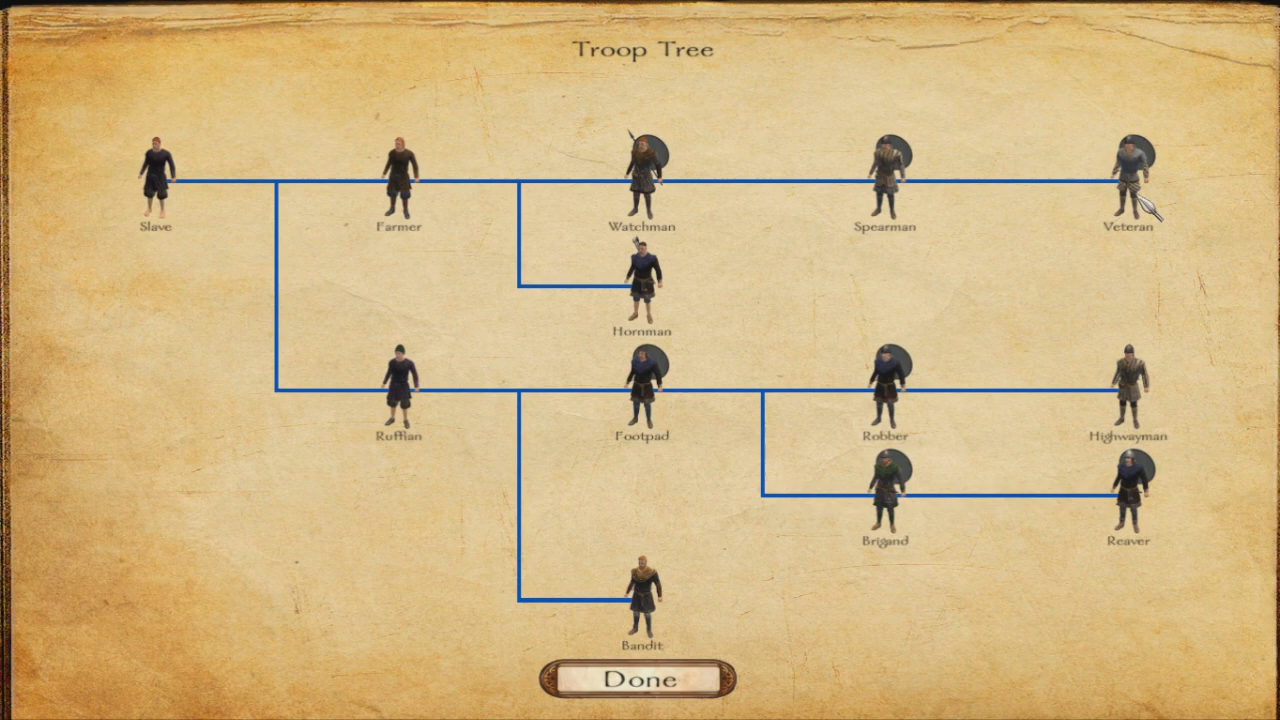 Troop Tree
Slave
Farmer
Watchman
Spearman
Veteran
Hornman
Ruffian
Footpad
Robber
Highwayman
Brigand
Reaver
Bandit
Done